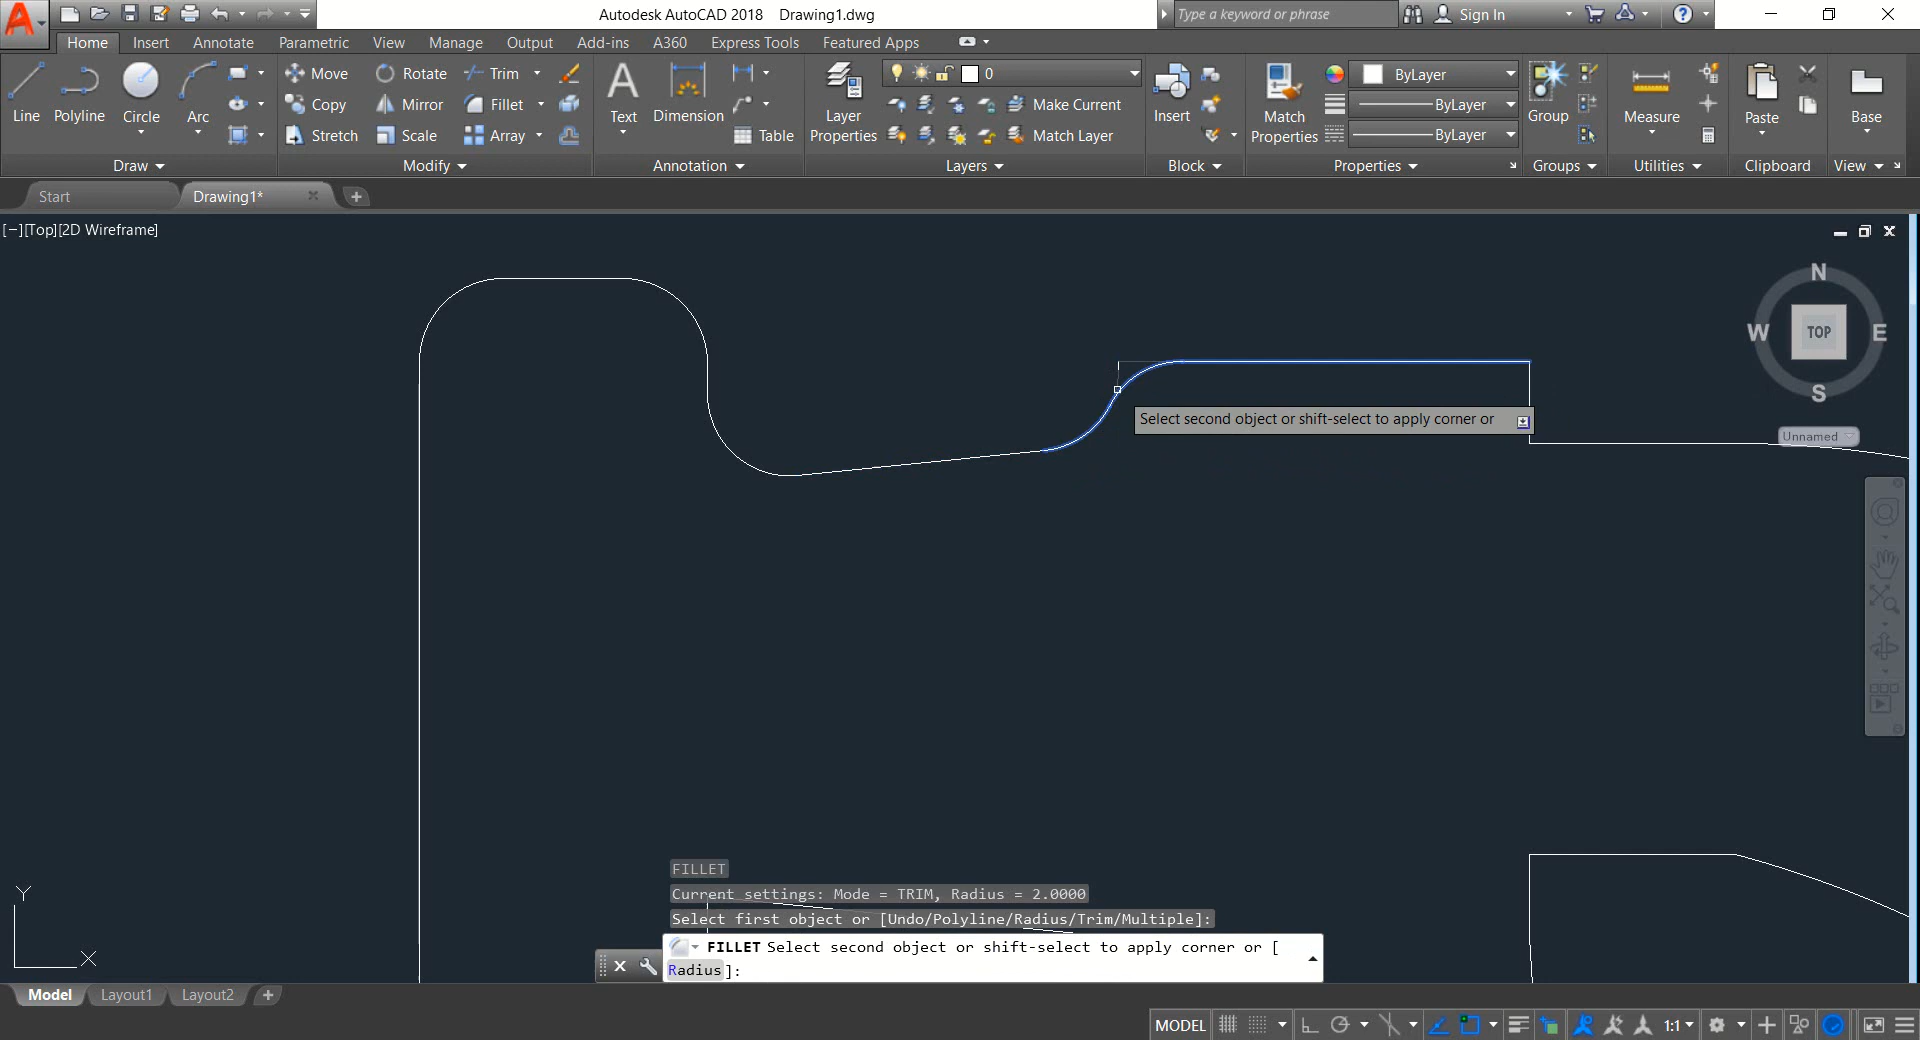 Autodesk AutoCAD 2018 Drawing1.dwg
Type a keyword or phrase
Sign In
Home Insert Annotate Parametric View Manage Output Add-ins A360 Express Tools Featured Apps
Line
Polyline
Circle
Arc
Draw
Move Rotate Trim
Copy Mirror Fillet
Stretch Scale Array
Modify
Text
Dimension
Table
Annotation
Layer
Properties
0
Make Current
Match Layer
Layers
Insert
Block
Match
Properties
ByLayer
ByLayer
ByLayer
Properties
Group
Groups
Measure
Utilities
Paste
Clipboard
Base
View
Start Drawing1*
[−][Top][2D Wireframe]
N
W TOP E
S
Unnamed
Select second object or shift-select to apply corner or
FILLET
Current settings: Mode = TRIM, Radius = 2.0000
Select first object or [Undo/Polyline/Radius/Trim/Multiple]:
FILLET Select second object or shift-select to apply corner or [
Radius]:
Y
X
Model Layout1 Layout2
MODEL 1:1